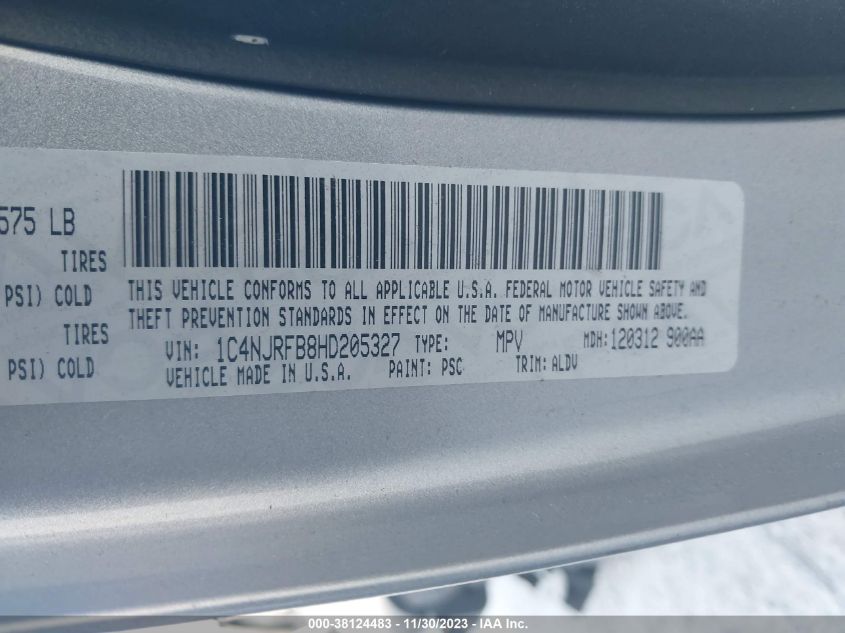 575 LB
TIRES
PSI) COLD
TIRES
PSI) COLD
THIS VEHICLE CONFORMS TO ALL APPLICABLE U.S.A. FEDERAL MOTOR VEHICLE SAFETY AND
THEFT PREVENTION STANDARDS IN EFFECT ON THE DATE OF MANUFACTURE SHOWN ABOVE.
VIN: 1C4NJRFB8HD205327 TYPE: MPV MDH:120312 900AA
VEHICLE MADE IN U.S.A. PAINT: PSC TRIM: ALDV
000-38124483 - 11/30/2023 - IAA Inc.